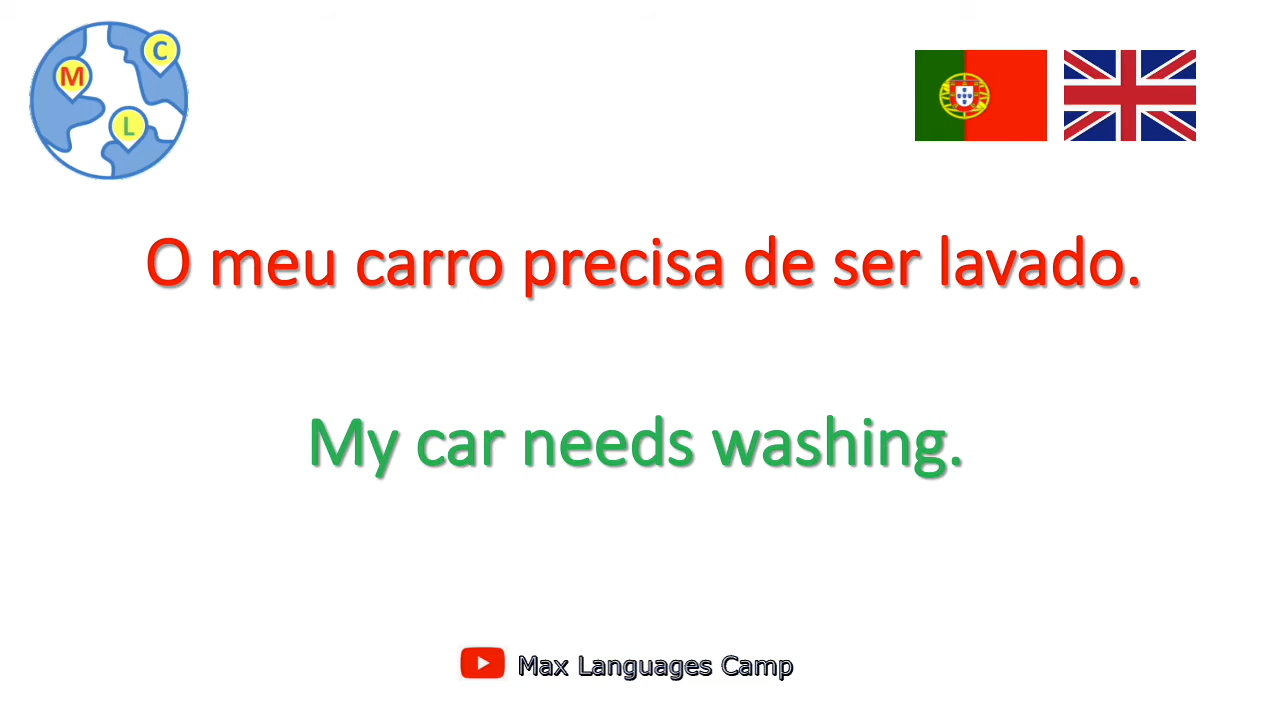 M
C
L
O meu carro precisa de ser lavado.
My car needs washing.
Max Languages Camp